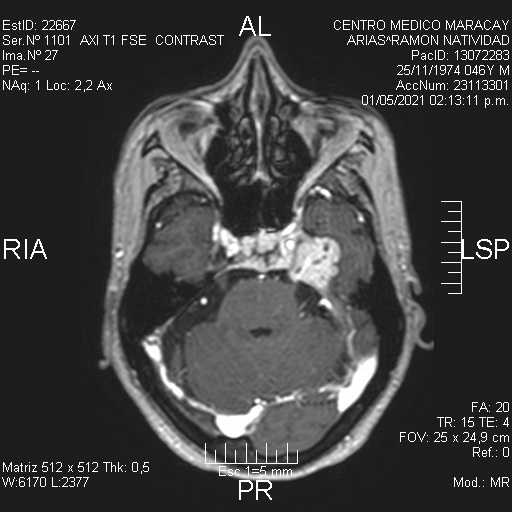 EstID: 22667
Ser.Nº 1101 AXI T1 FSE CONTRAST
Ima.Nº 27
PE= --
NAq: 1 Loc: 2,2 Ax
AL
CENTRO MEDICO MARACAY
ARIAS^RAMON NATIVIDAD
PacID: 13072283
25/11/1974 046Y M
AccNum: 23113301
01/05/2021 02:13:11 p.m.
RIA
LSP
FA: 20
TR: 15 TE: 4
FOV: 25 x 24,9 cm
Ref.: 0
Matriz 512 x 512 Thk: 0,5
W:6170 L:2377
Esc 1=5 mm
PR
Mod.: MR